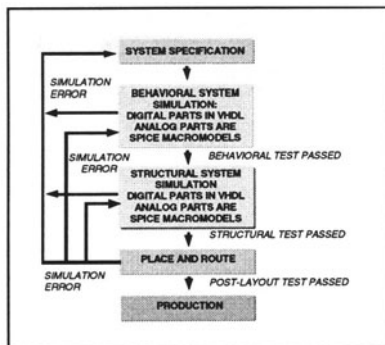 SYSTEM SPECIFICATION
SIMULATION
ERROR
BEHAVIORAL SYSTEM
SIMULATION:
DIGITAL PARTS IN VHDL
ANALOG PARTS ARE
SPICE MACROMODELS
SIMULATION
ERROR
BEHAVIORAL TEST PASSED
STRUCTURAL SYSTEM
SIMULATION
DIGITAL PARTS IN VHDL
ANALOG PARTS ARE
SPICE MACROMODELS
STRUCTURAL TEST PASSED
PLACE AND ROUTE
SIMULATION
ERROR
POST-LAYOUT TEST PASSED
PRODUCTION